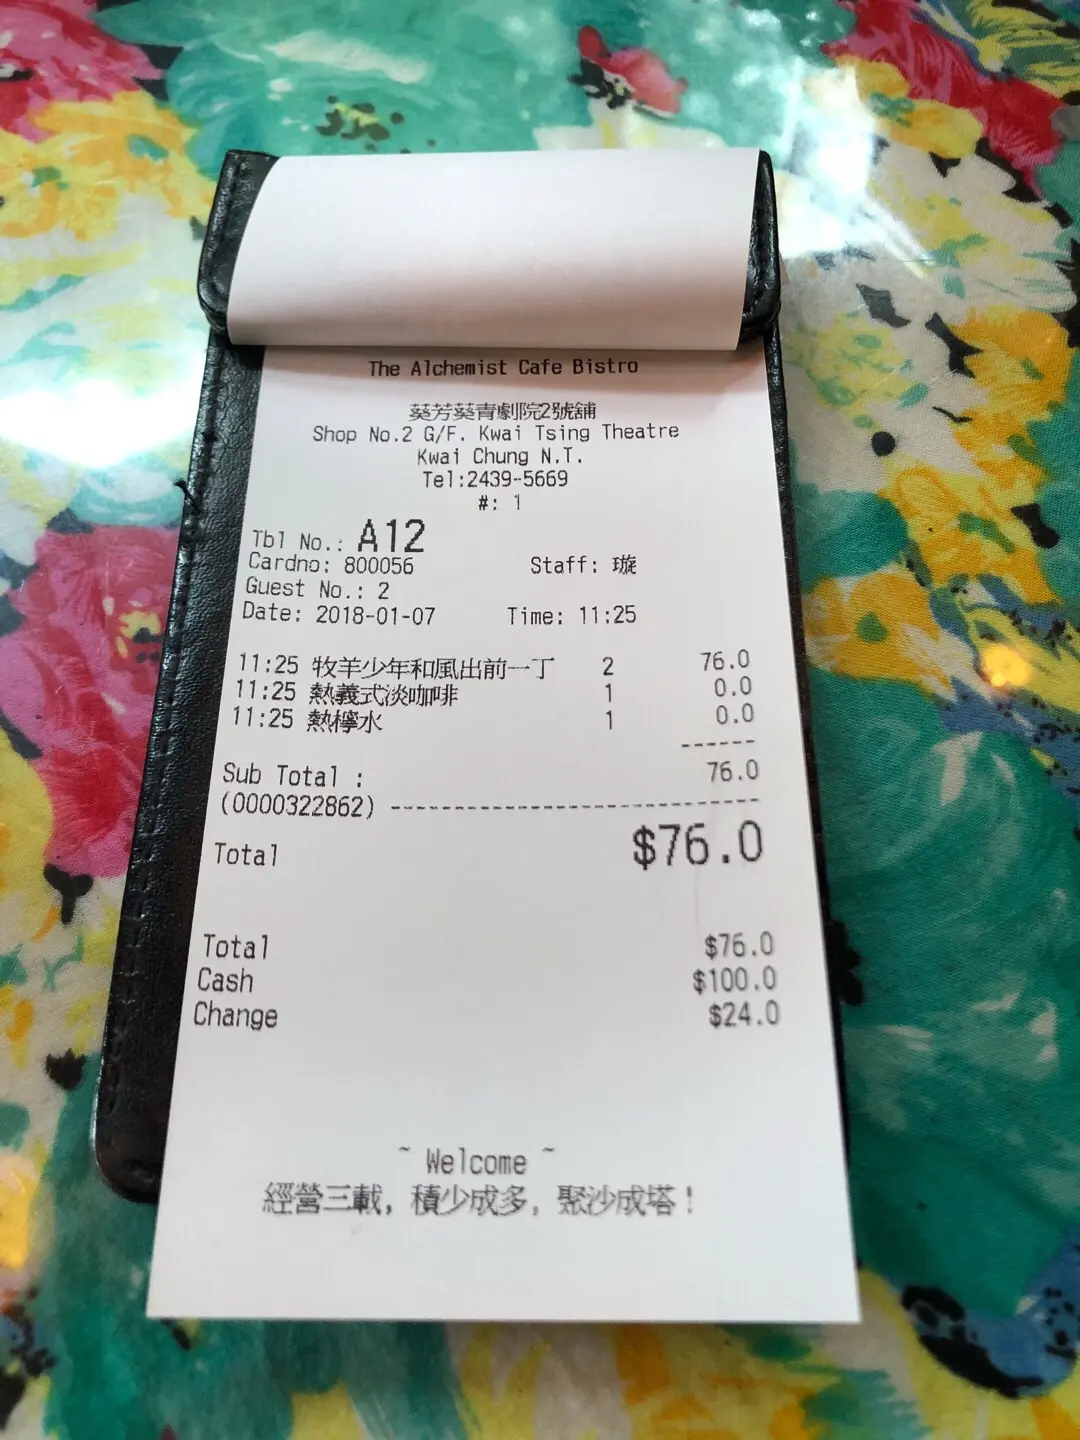 The Alchemist Cafe Bistro
葵芳葵青劇院2號舖
Shop No.2 G/F. Kwai Tsing Theatre
Kwai Chung N.T.
Tel:2439-5669
#: 1
Tbl No.: A12
Cardno: 800056 Staff: 璇
Guest No.: 2
Date: 2018-01-07 Time: 11:25
11:25 牧羊少年和風出前一丁 2 76.0
11:25 熱義式淡咖啡 1 0.0
11:25 熱檸水 1 0.0
------
Sub Total : 76.0
(0000322862) -----------------------------
Total $76.0
Total $76.0
Cash $100.0
Change $24.0
~ Welcome ~
經營三載, 積少成多, 聚沙成塔!